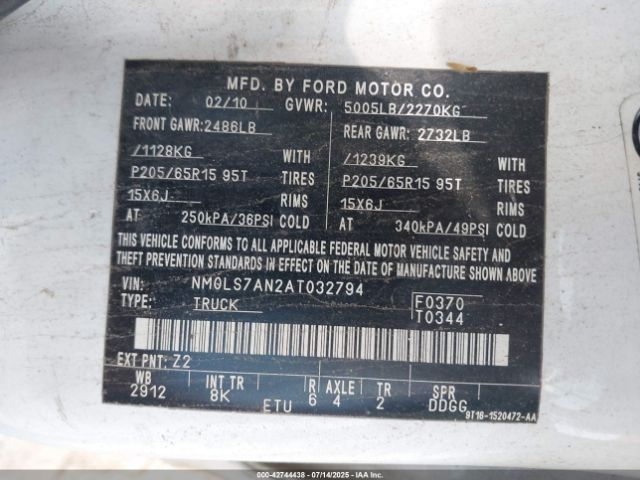 MFD. BY FORD MOTOR CO.
DATE: 02/10 GVWR: 5005LB/2270KG
FRONT GAWR: 2486LB REAR GAWR: 2732LB
/1128KG WITH /1239KG WITH
P205/65R15 95T TIRES P205/65R15 95T TIRES
15X6J RIMS 15X6J RIMS
AT 250kPA/36PSI COLD AT 340kPA/49PSI COLD
THIS VEHICLE CONFORMS TO ALL APPLICABLE FEDERAL MOTOR VEHICLE SAFETY AND
THEFT PREVENTION STANDARDS IN EFFECT ON THE DATE OF MANUFACTURE SHOWN ABOVE.
VIN: NM0LS7AN2AT032794 F0370
TYPE: TRUCK T0344
EXT PNT: Z2
WB INT TR R AXLE TR SPR
2912 8K 6 4 2 DDGG
ETU 9T16-1520472-AA
000-42744438 - 07/14/2025 - IAAI.COM